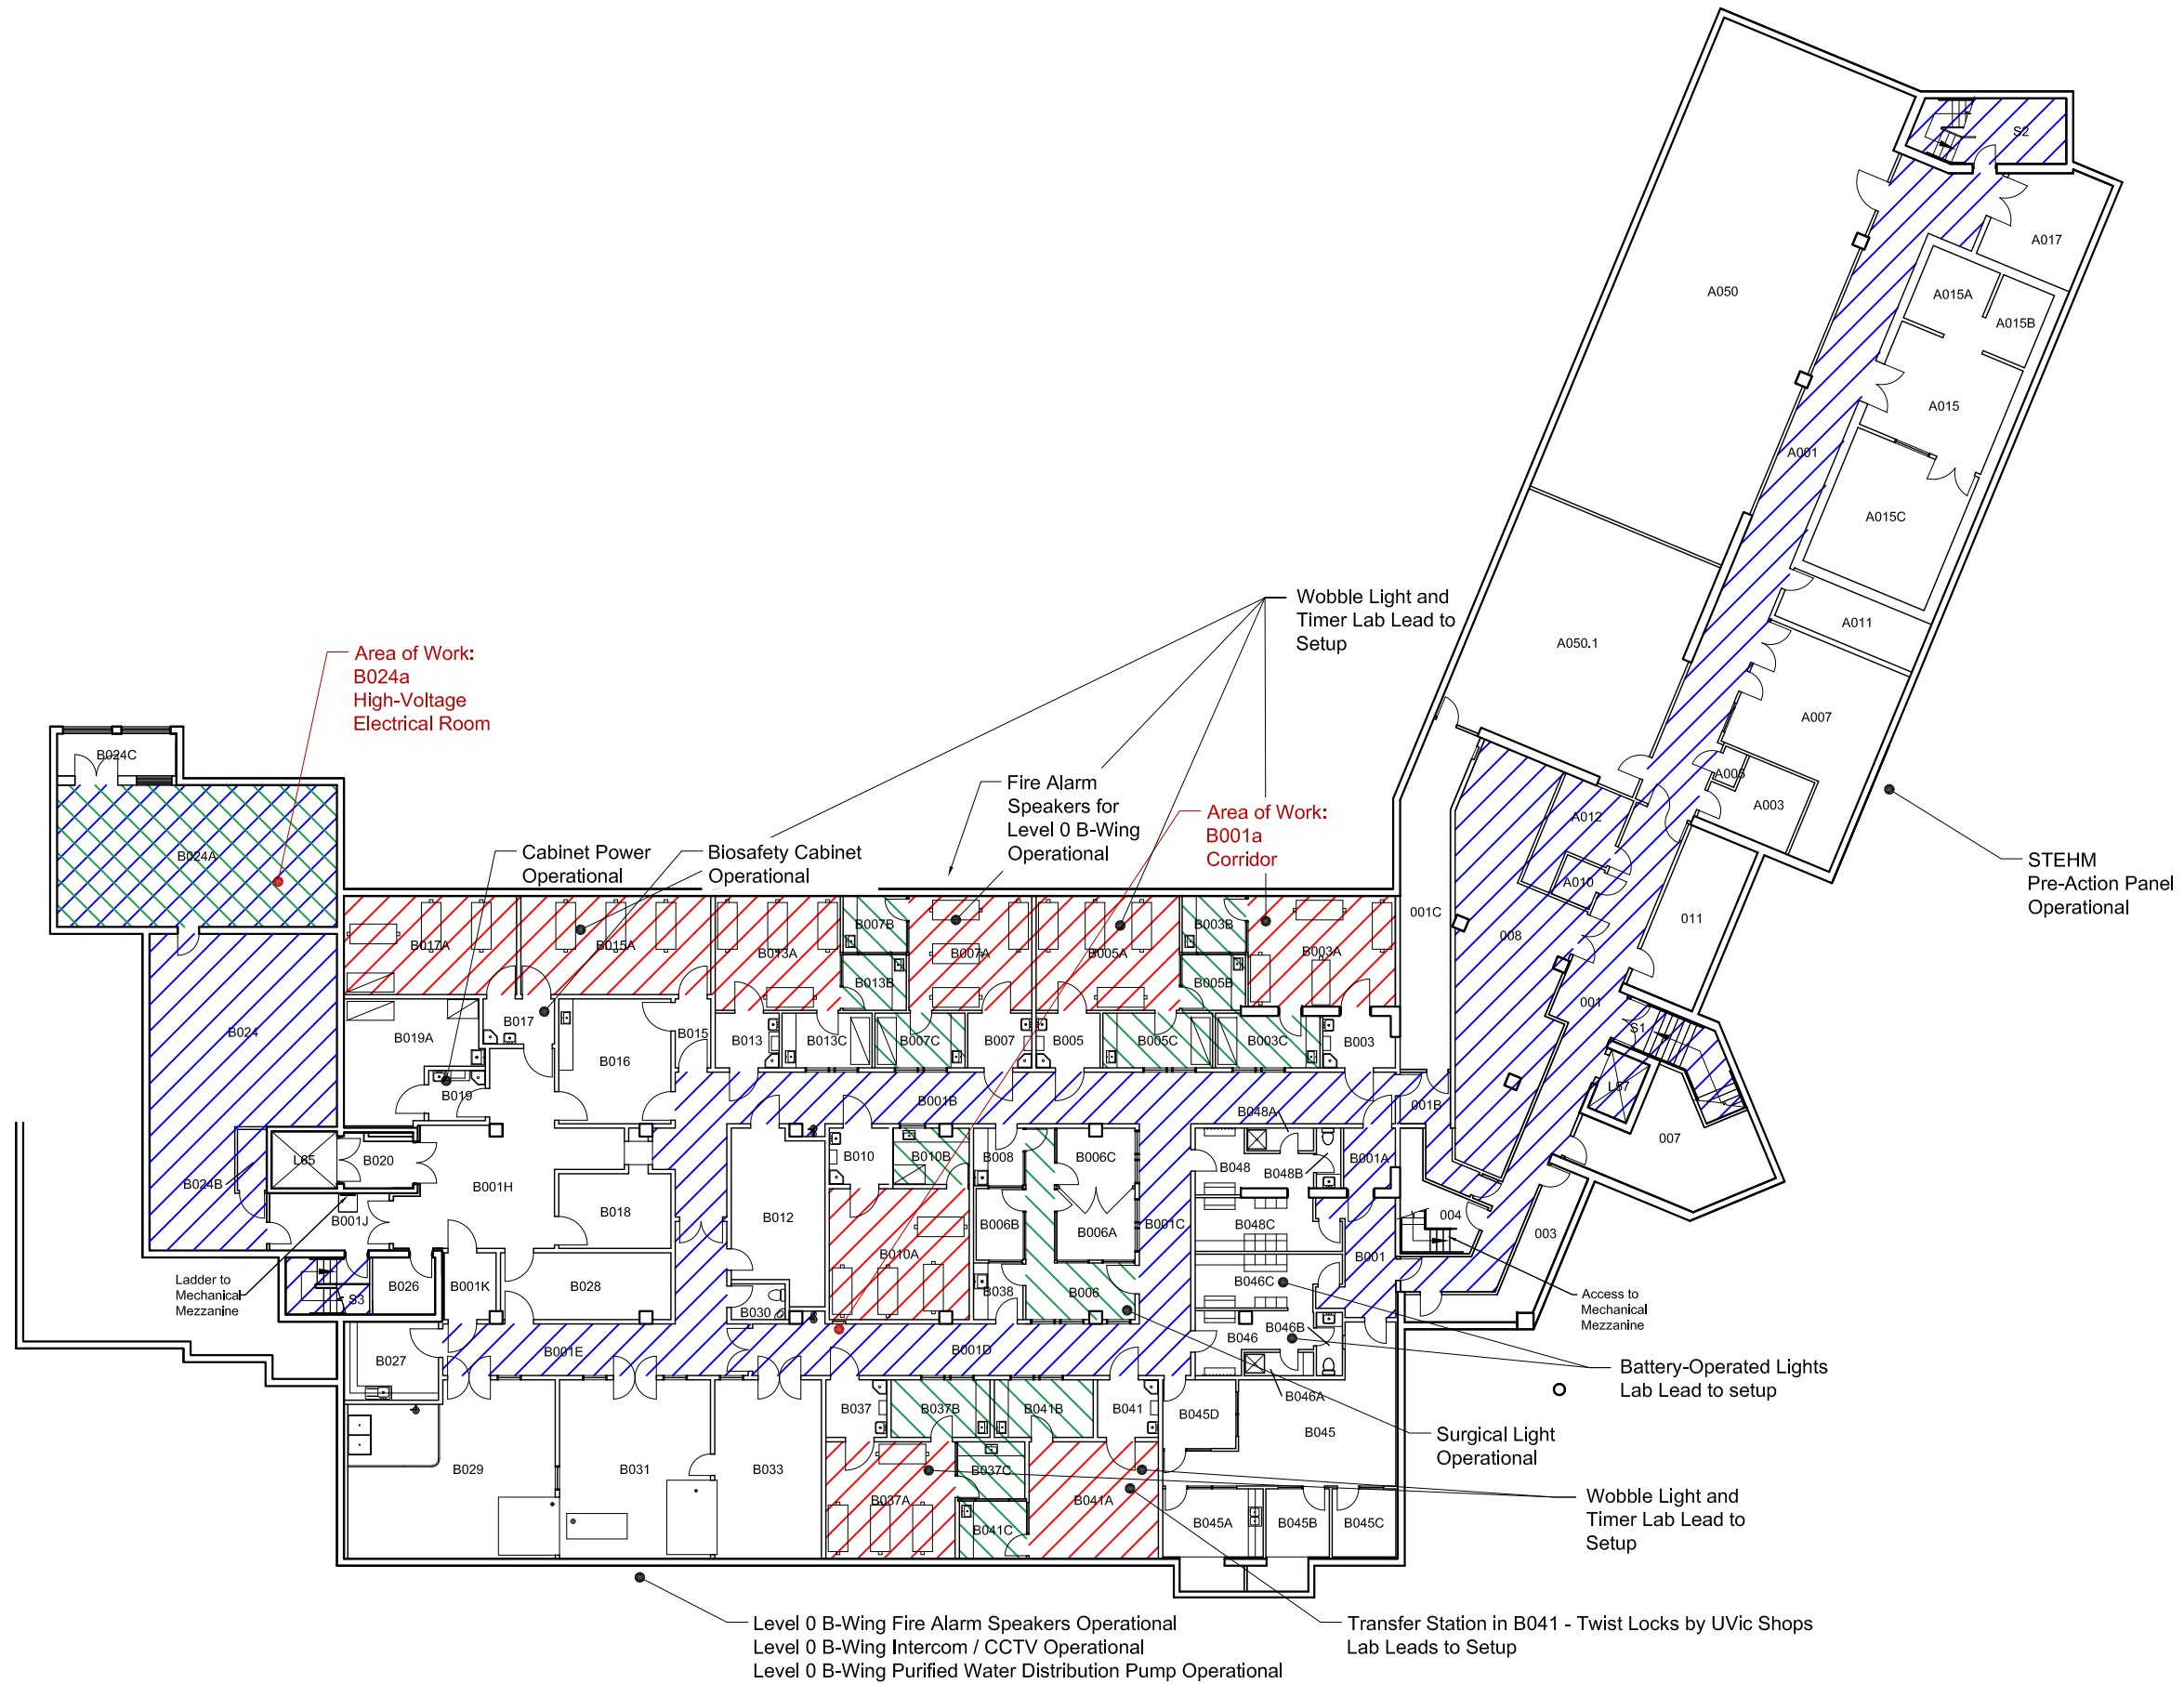 S2
A017
A050
A015A
A015B
A015
A001
A015C
Wobble Light and
Timer Lab Lead to
Setup
A011
A050.1
Area of Work:
B024a
High-Voltage
Electrical Room
A007
B024C
A005
A003
Fire Alarm
Speakers for
Level 0 B-Wing
Operational
Area of Work:
B001a
Corridor
A012
Cabinet Power
Operational
Biosafety Cabinet
Operational
B024A
STEHM
Pre-Action Panel
Operational
A010
001C
011
008
B017A
B015A
B013A
B007B
B007A
B005A
B003B
B003A
B013B
B005B
001
B024
B019A
B017
B016
B015
B013
B013C
B007C
B007
B005
B005C
B003C
B003
S1
L57
B019
B001B
B048A
001B
007
L65
B020
B010
B010B
B008
B006C
B048
B048B
B001A
B024B
B001H
B001J
B018
B012
B006B
B006A
B001C
B048C
004
003
B010A
B001
Ladder to
Mechanical
Mezzanine
S3
B026
B001K
B028
B030
B038
B006
B046C
Access to
Mechanical
Mezzanine
B046
B046B
B027
B001E
B001D
Battery-Operated Lights
Lab Lead to setup
B046A
B037
B037B
B041B
B041
B045D
B045
Surgical Light
Operational
B029
B031
B033
B037C
B037A
B041A
B041C
B045A
B045B
B045C
Wobble Light and
Timer Lab Lead to
Setup
Level 0 B-Wing Fire Alarm Speakers Operational
Level 0 B-Wing Intercom / CCTV Operational
Level 0 B-Wing Purified Water Distribution Pump Operational
Transfer Station in B041 - Twist Locks by UVic Shops
Lab Leads to Setup